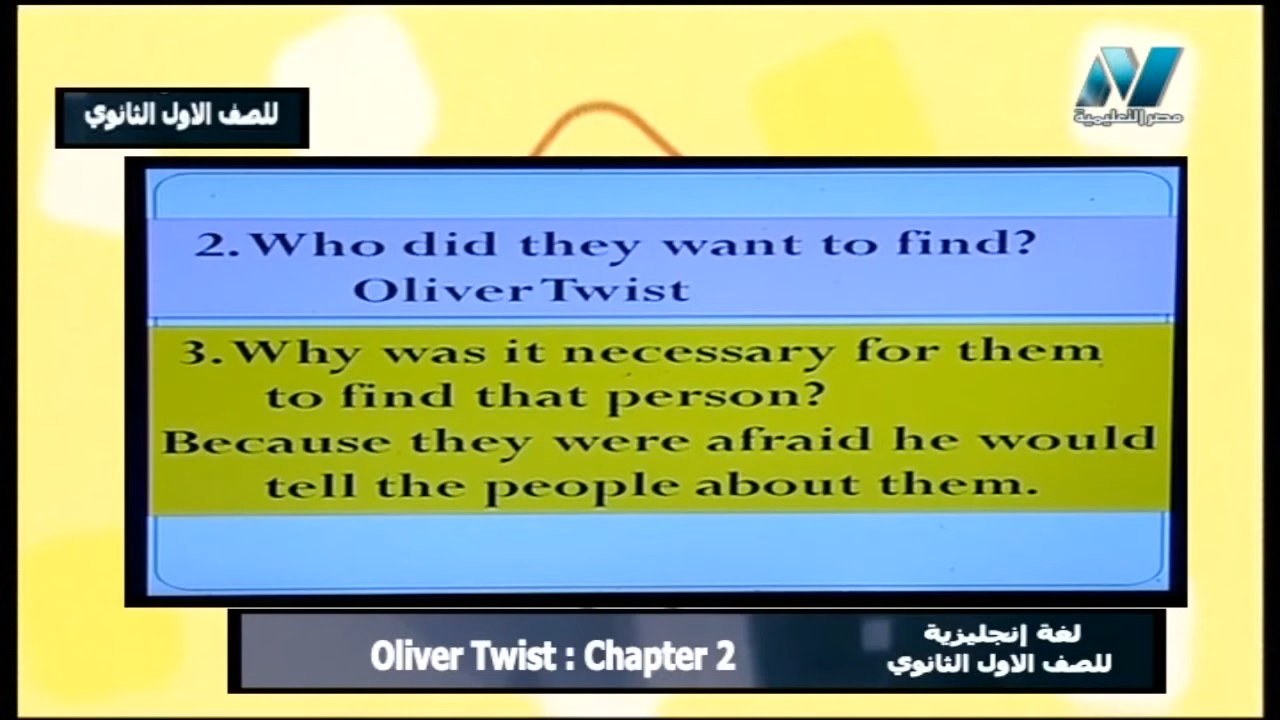 للصف الاول الثانوي
مصر التعليمية
2. Who did they want to find?
Oliver Twist
3. Why was it necessary for them
to find that person?
Because they were afraid he would
tell the people about them.
Oliver Twist : Chapter 2
لغة إنجليزية
للصف الاول الثانوي